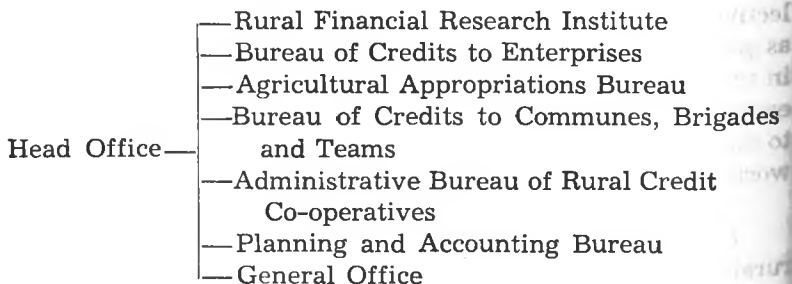 Rural Financial Research Institute
Bureau of Credits to Enterprises
Agricultural Appropriations Bureau
Bureau of Credits to Communes, Brigades
Head Office
and Teams
Administrative Bureau of Rural Credit
Co-operatives
Planning and Accounting Bureau
General Office